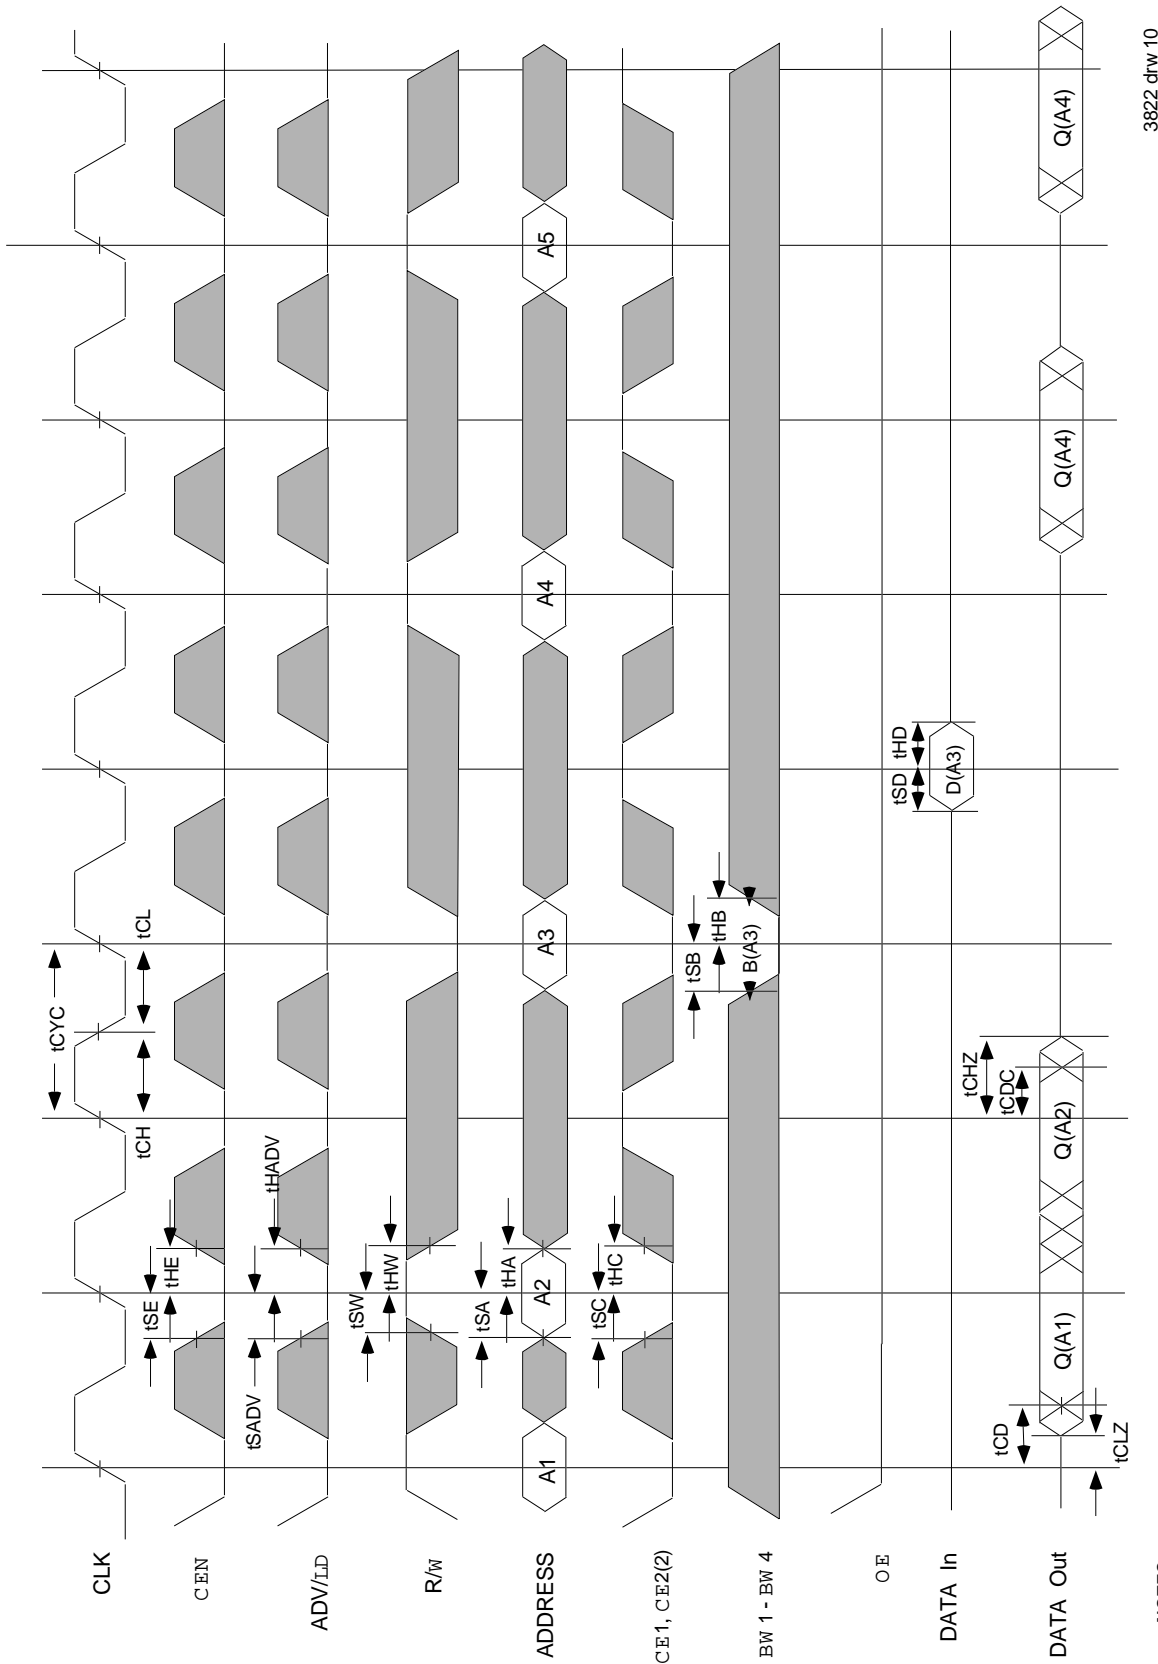 CLK
tCYC
tCH
tCL
CEN
tSE
tHE
ADV/LD
tSADV
tHADV
R/W
tSW
tHW
ADDRESS
A1
tSA
tHA
A2
A3
A4
A5
CE1, CE2(2)
tSC
tHC
BW1 - BW4
tSB
tHB
B(A3)
OE
DATA In
tSD
tHD
D(A3)
DATA Out
tCD
tCLZ
Q(A1)
tCHZ
tCDC
Q(A2)
Q(A4)
Q(A4)
3822 drw 10